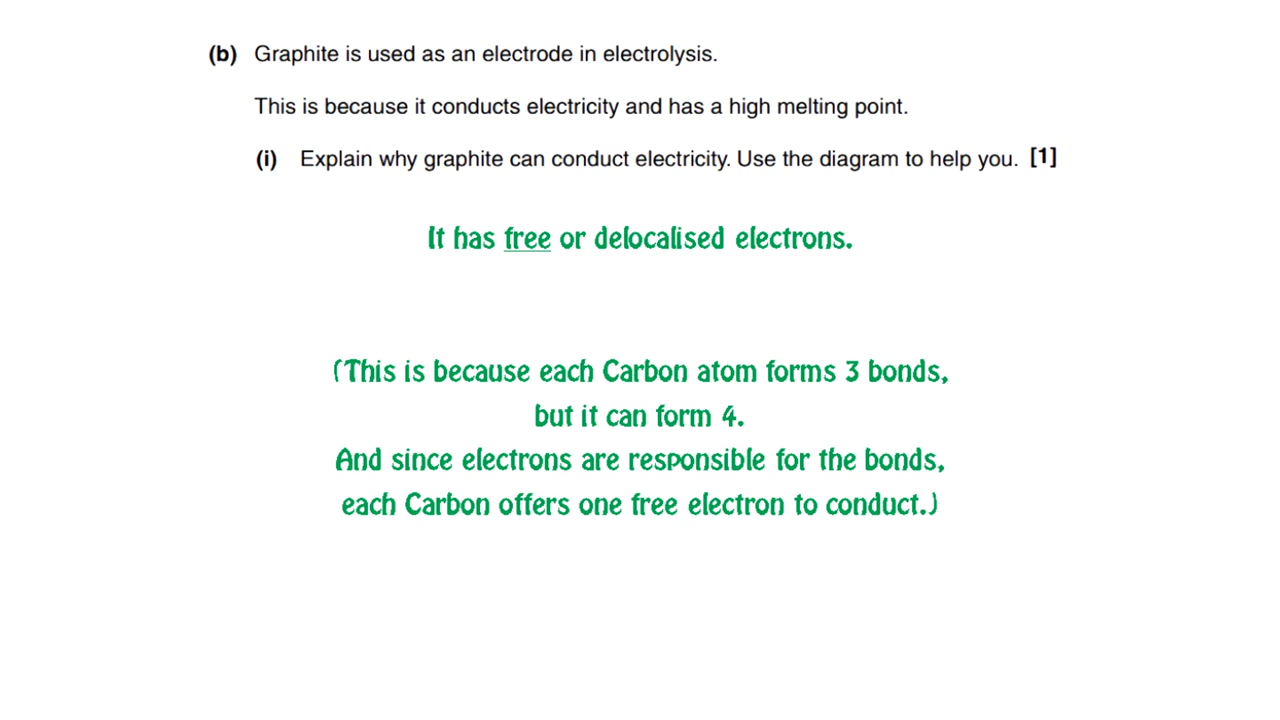 (b) Graphite is used as an electrode in electrolysis.
This is because it conducts electricity and has a high melting point.
(i) Explain why graphite can conduct electricity. Use the diagram to help you. [1]
It has free or delocalised electrons.
(This is because each Carbon atom forms 3 bonds,
but it can form 4.
And since electrons are responsible for the bonds,
each Carbon offers one free electron to conduct.)